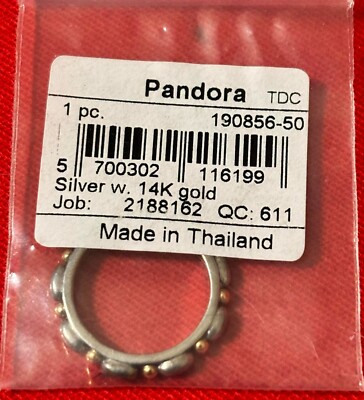 Pandora TDC
1 pc. 190856-50
5 700302 116199
Silver w. 14K gold
Job: 2188162 QC: 611
Made in Thailand